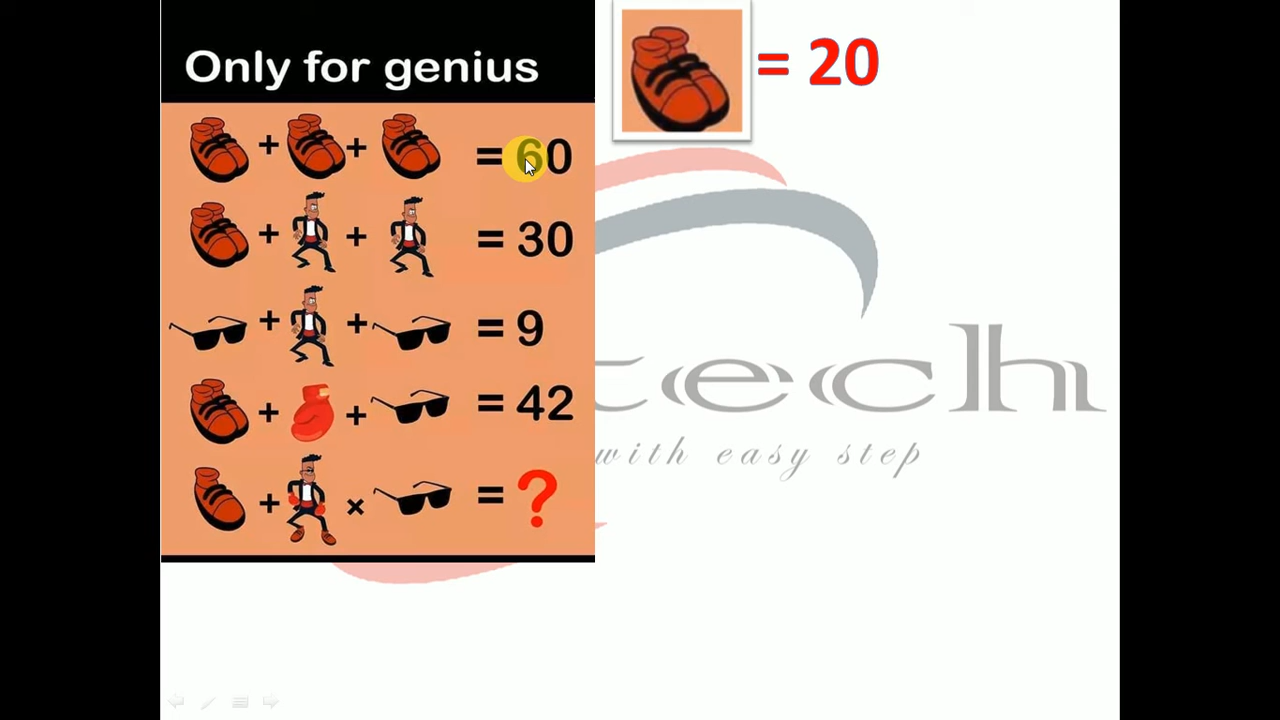 Only for genius
= 20
+ + = 60
+ + = 30
+ + = 9
+ + = 42
+ × = ?
tech
with easy step